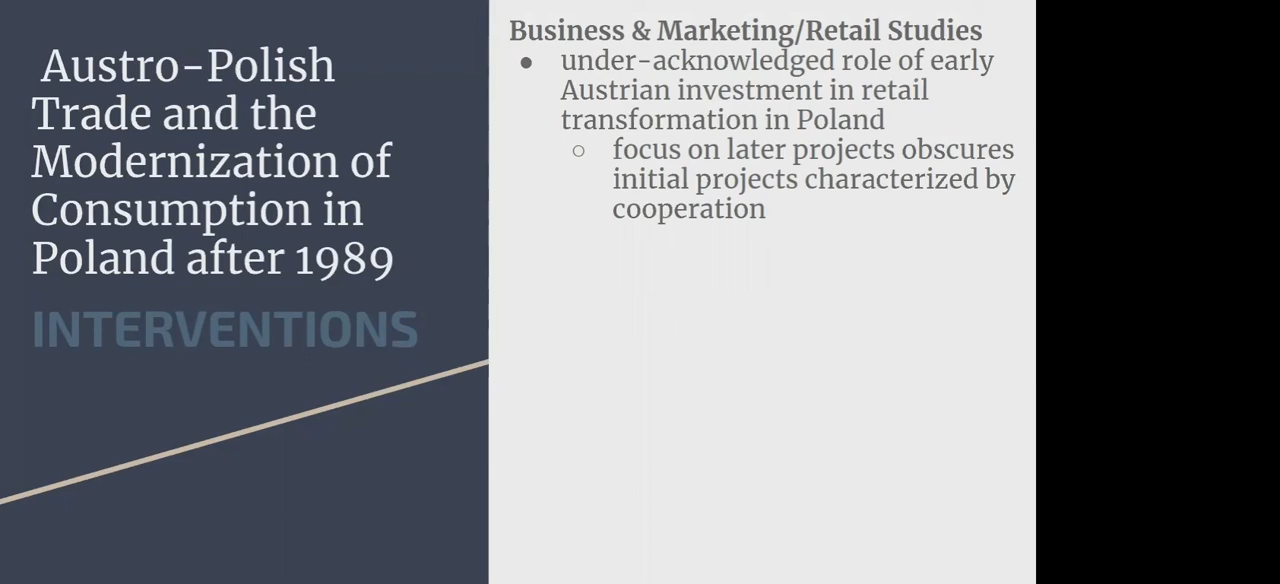 Austro-Polish
Trade and the
Modernization of
Consumption in
Poland after 1989
INTERVENTIONS
Business & Marketing/Retail Studies
● under-acknowledged role of early
Austrian investment in retail
transformation in Poland
○ focus on later projects obscures
initial projects characterized by
cooperation